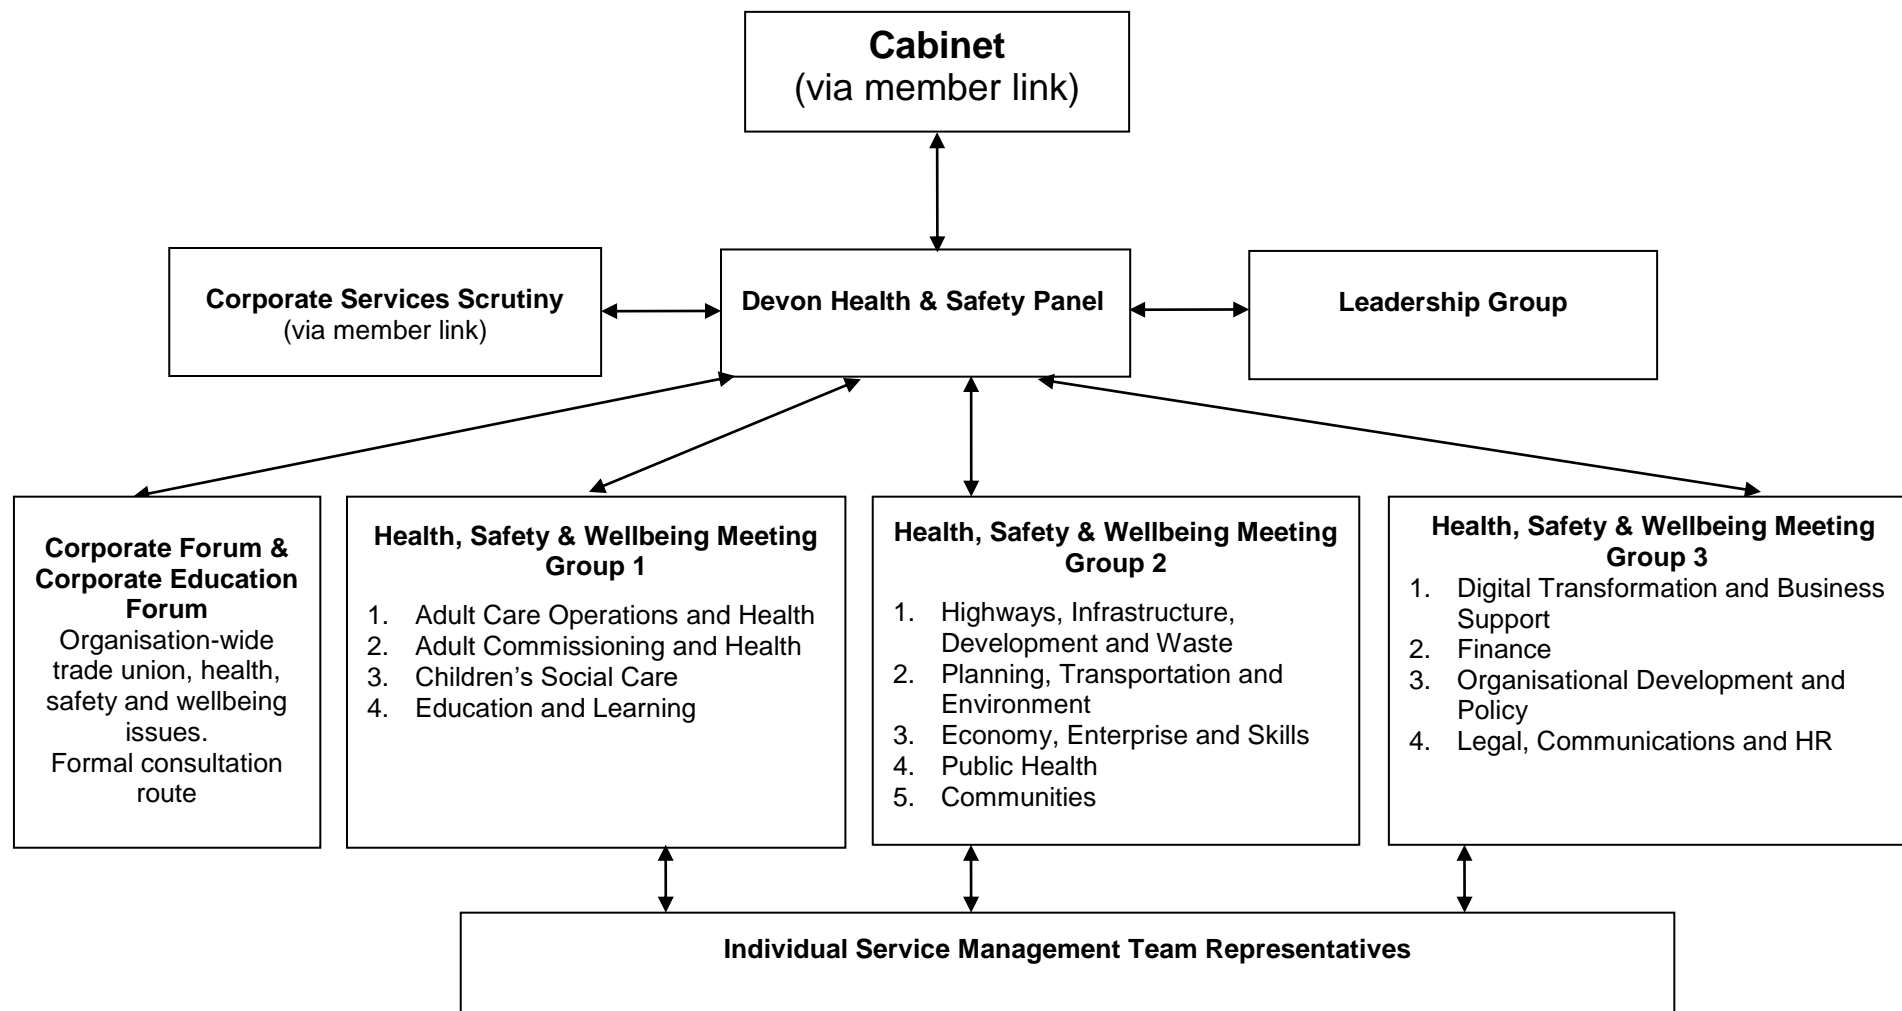 Cabinet
(via member link)
Corporate Services Scrutiny
(via member link)
Devon Health & Safety Panel
Leadership Group
Corporate Forum &
Corporate Education
Forum
Organisation-wide
trade union, health,
safety and wellbeing
issues.
Formal consultation
route
Health, Safety & Wellbeing Meeting
Group 1
1. Adult Care Operations and Health
2. Adult Commissioning and Health
3. Children’s Social Care
4. Education and Learning
Health, Safety & Wellbeing Meeting
Group 2
1. Highways, Infrastructure,
Development and Waste
2. Planning, Transportation and
Environment
3. Economy, Enterprise and Skills
4. Public Health
5. Communities
Health, Safety & Wellbeing Meeting
Group 3
1. Digital Transformation and Business
Support
2. Finance
3. Organisational Development and
Policy
4. Legal, Communications and HR
Individual Service Management Team Representatives